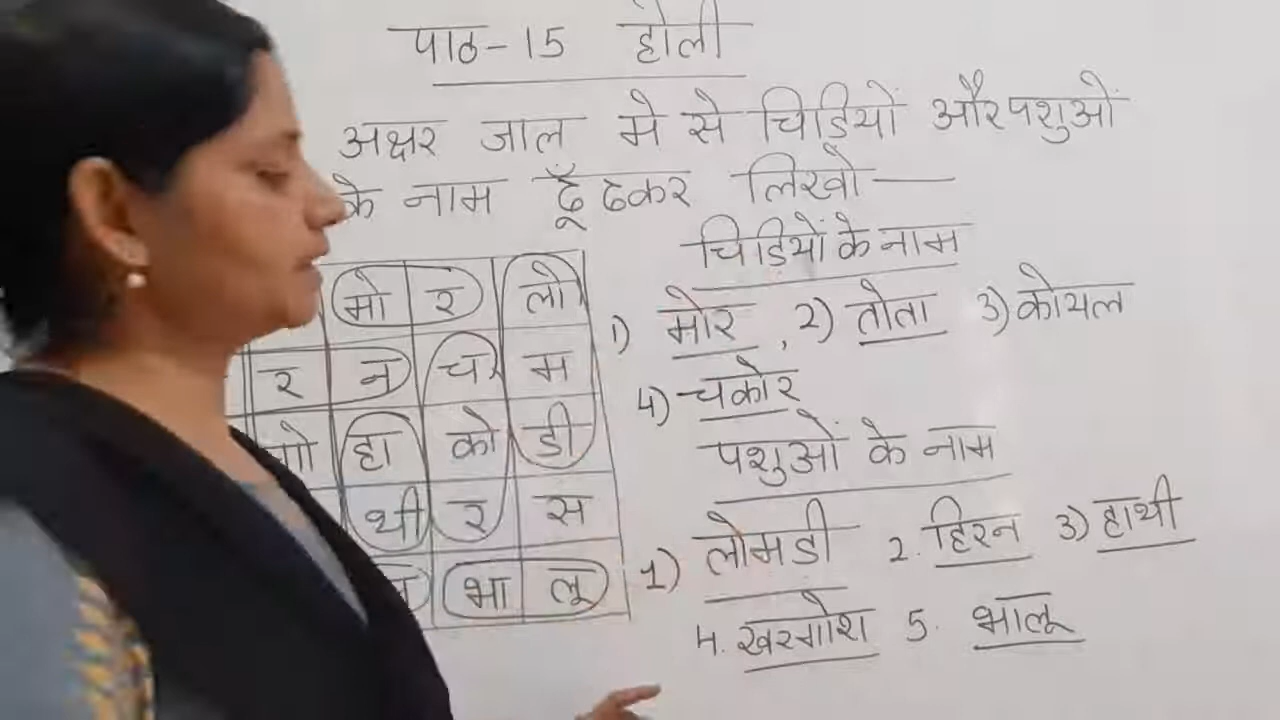 पाठ-15 होली
अक्षर जाल मे से चिडियों और पशुओं
के नाम ढूँढकर लिखो —
चिडियों के नाम
मो र लो
र न च म
गो हा को डी
थी र स
भा लू
1) मोर , 2) तोता 3) कोयल
4) चकोर
पशुओं के नाम
1) लोमडी 2. हिरन 3) हाथी
4. खरगोश 5. भालू